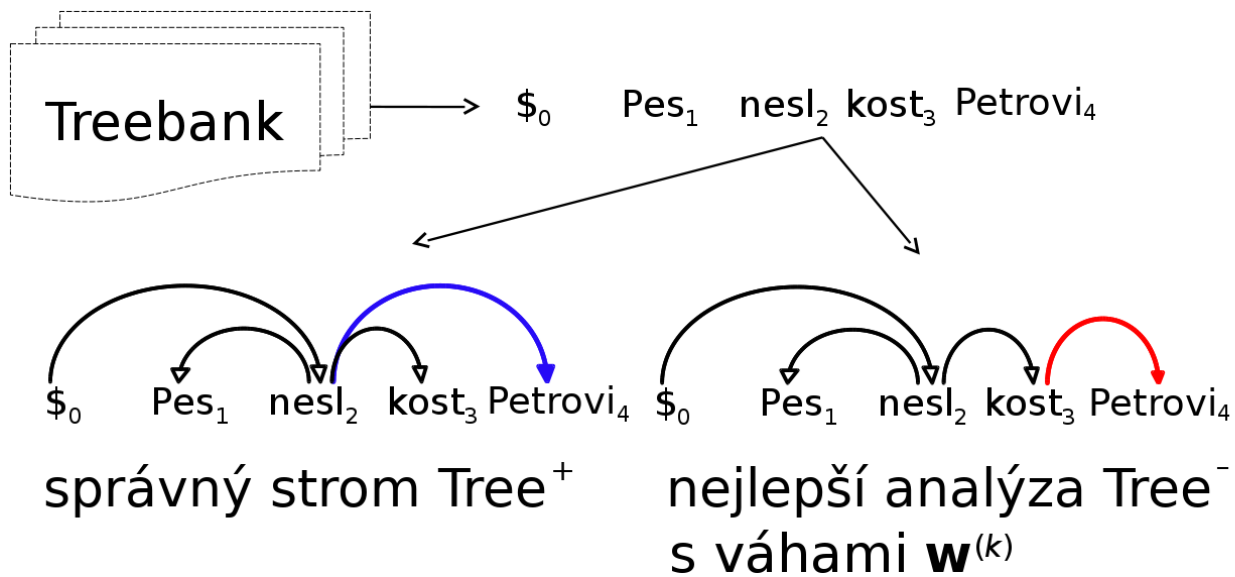 Treebank
$₀ Pes₁ nesl₂ kost₃ Petrovi₄
$₀ Pes₁ nesl₂ kost₃ Petrovi₄
$₀ Pes₁ nesl₂ kost₃ Petrovi₄
správný strom Tree⁺
nejlepší analýza Tree⁻
s váhami w⁽ᵏ⁾